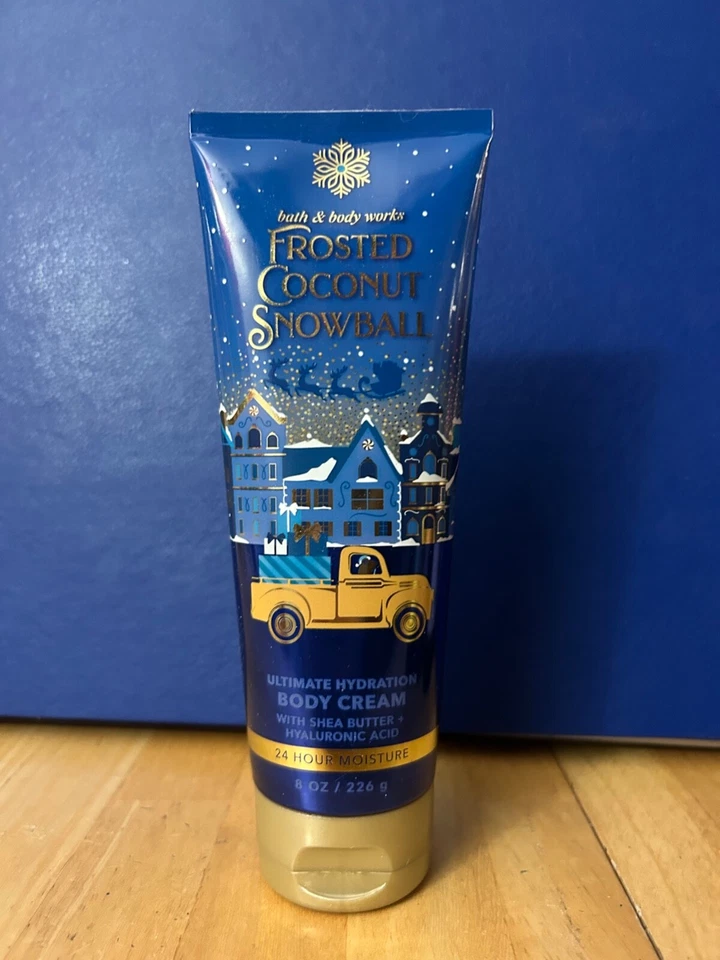 bath & body works
FROSTED
COCONUT
SNOWBALL
ULTIMATE HYDRATION
BODY CREAM
WITH SHEA BUTTER +
HYALURONIC ACID
24 HOUR MOISTURE
8 OZ / 226 g